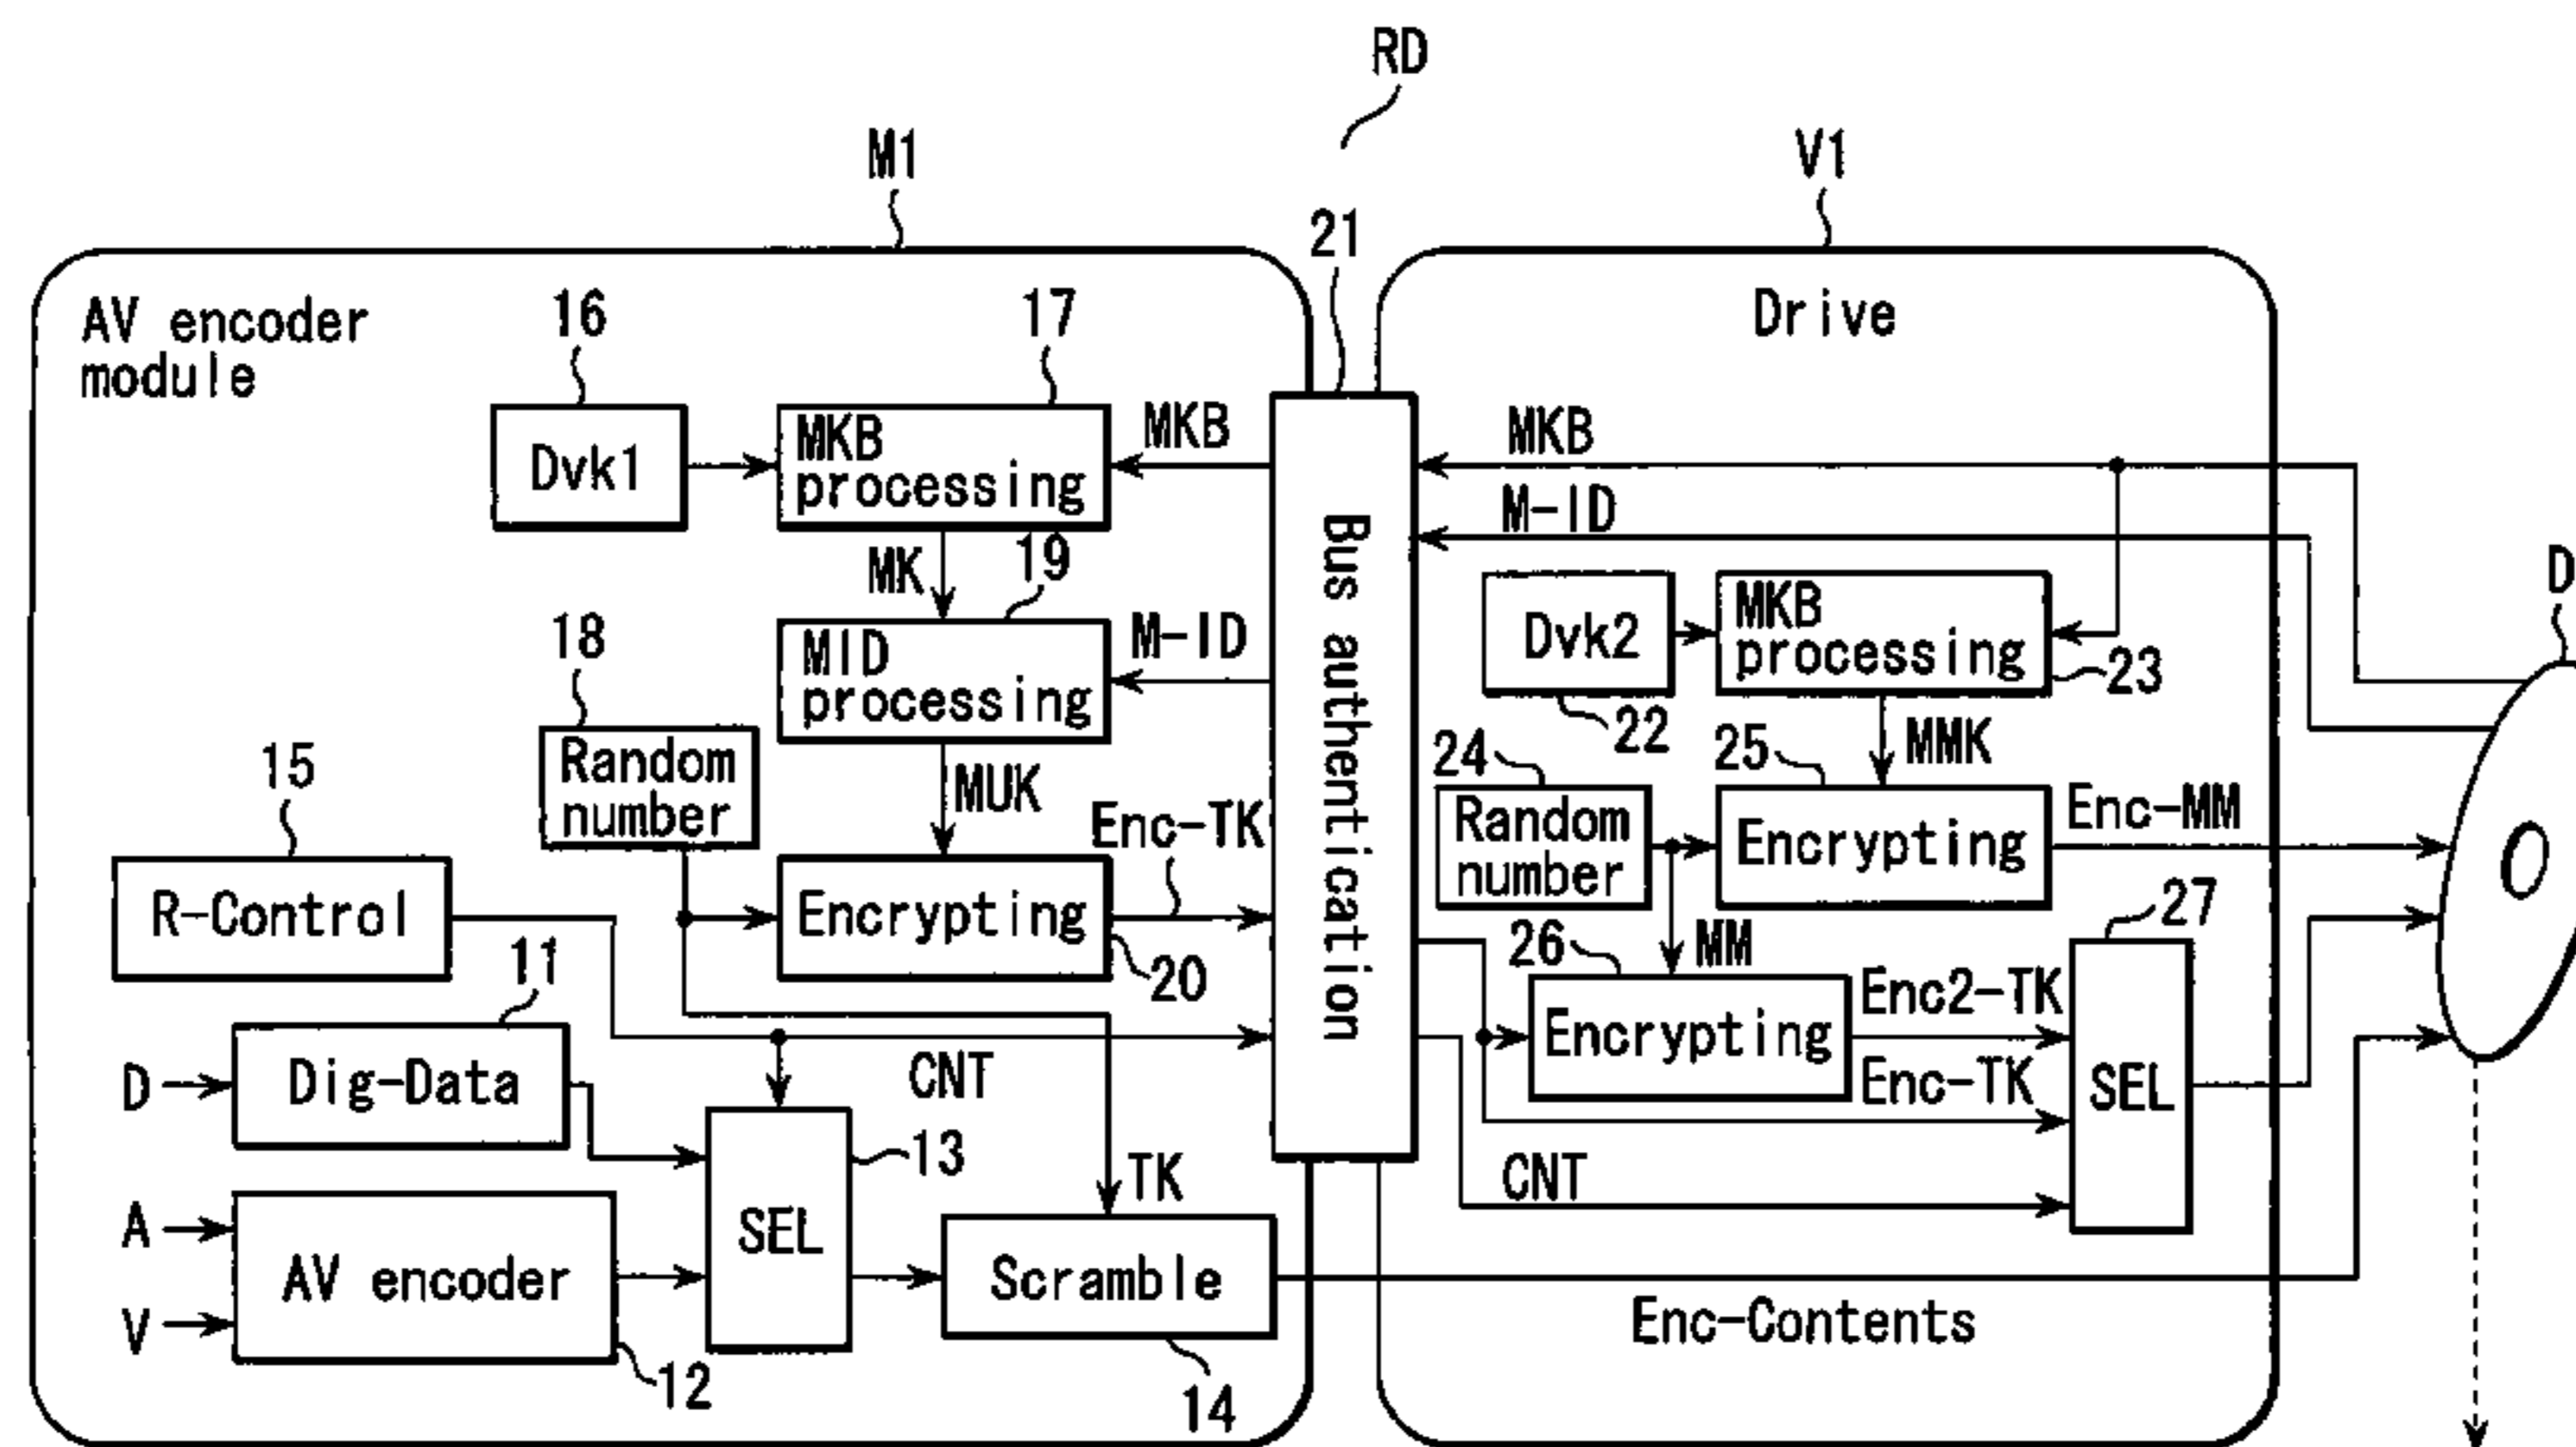 RD
M1
V1
21
AV encoder
module
Drive
16
17
Dvk1
MKB
processing
MKB
MKB
M-ID
MK
19
18
MID
processing
M-ID
Bus authentication
Dvk2
MKB
processing
23
22
D
15
Random
number
MUK
Enc-TK
24
Random
number
25
MMK
Encrypting
Enc-MM
R-Control
Encrypting
20
11
26
MM
27
Enc2-TK
Encrypting
Enc-TK
SEL
D
Dig-Data
CNT
13
TK
CNT
A
V
AV encoder
12
SEL
Scramble
14
Enc-Contents